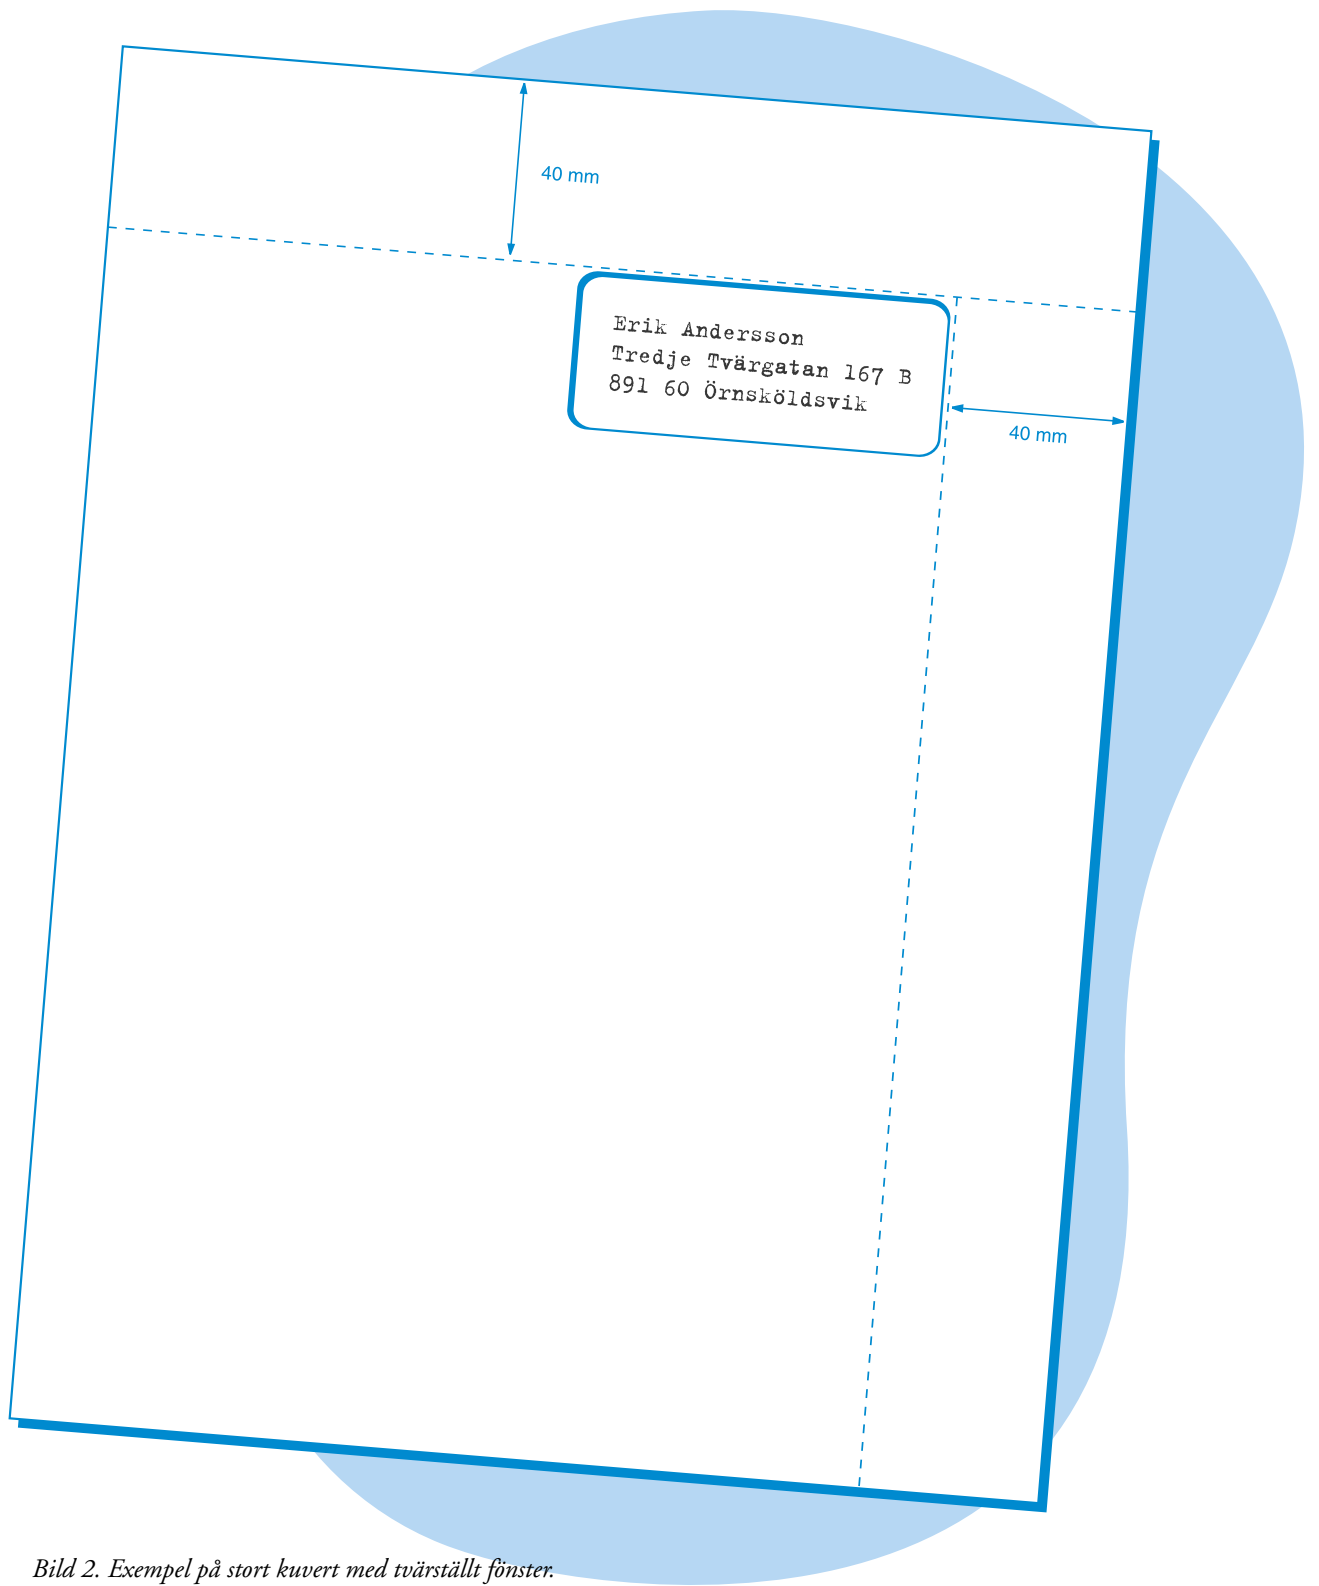 40 mm
Erik Andersson
Tredje Tvärgatan 167 B
891 60 Örnsköldsvik
40 mm
Bild 2. Exempel på stort kuvert med tvärställt fönster.